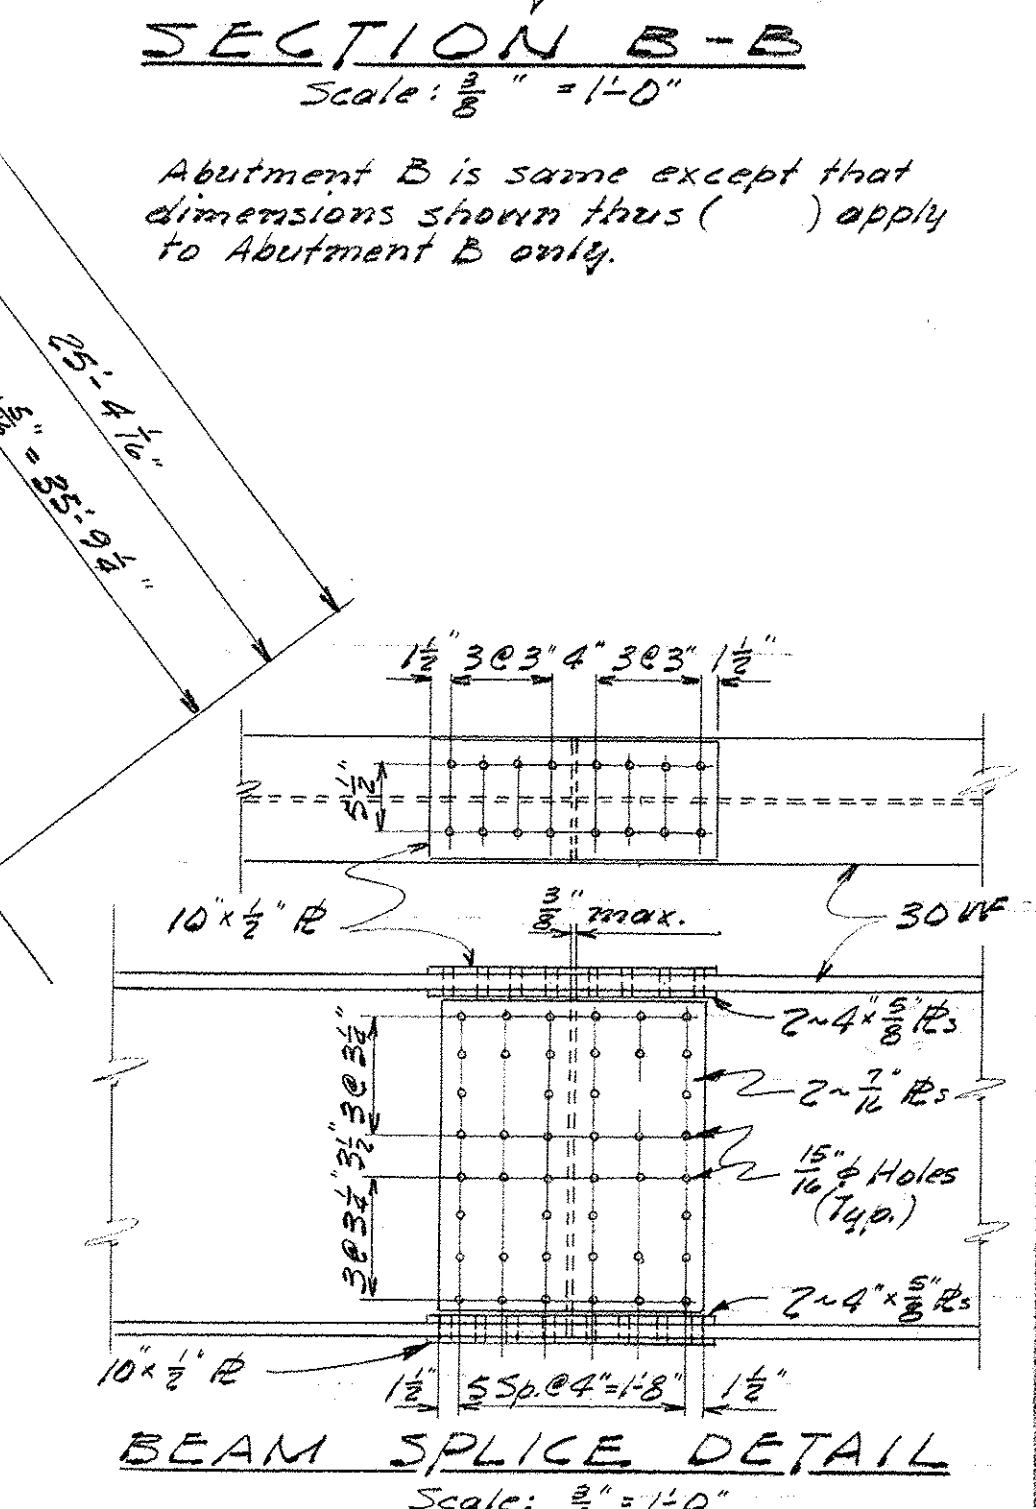 SECTION B-B
Scale: 3/8" = 1'-0"
Abutment B is same except that
dimensions shown thus ( ) apply
to Abutment B only.
25'-4 1/16"
" = 35'-9 1/4"
1 1/2" 3@3" 4" 3@3" 1 1/2"
5 1/2"
10" x 1/2" PL
3/8" max.
30 WF
2~4" x 5/8 PLs
2~7/16" PLs
15/16" φ Holes
(Typ.)
3@3 1/4" 3 1/2" 3@3 1/4"
2~4" x 5/8" PLs
10" x 1/2" PL
1 1/2" 5 Sp.@4"=1'-8" 1 1/2"
BEAM SPLICE DETAIL
Scale: = 1'-0"